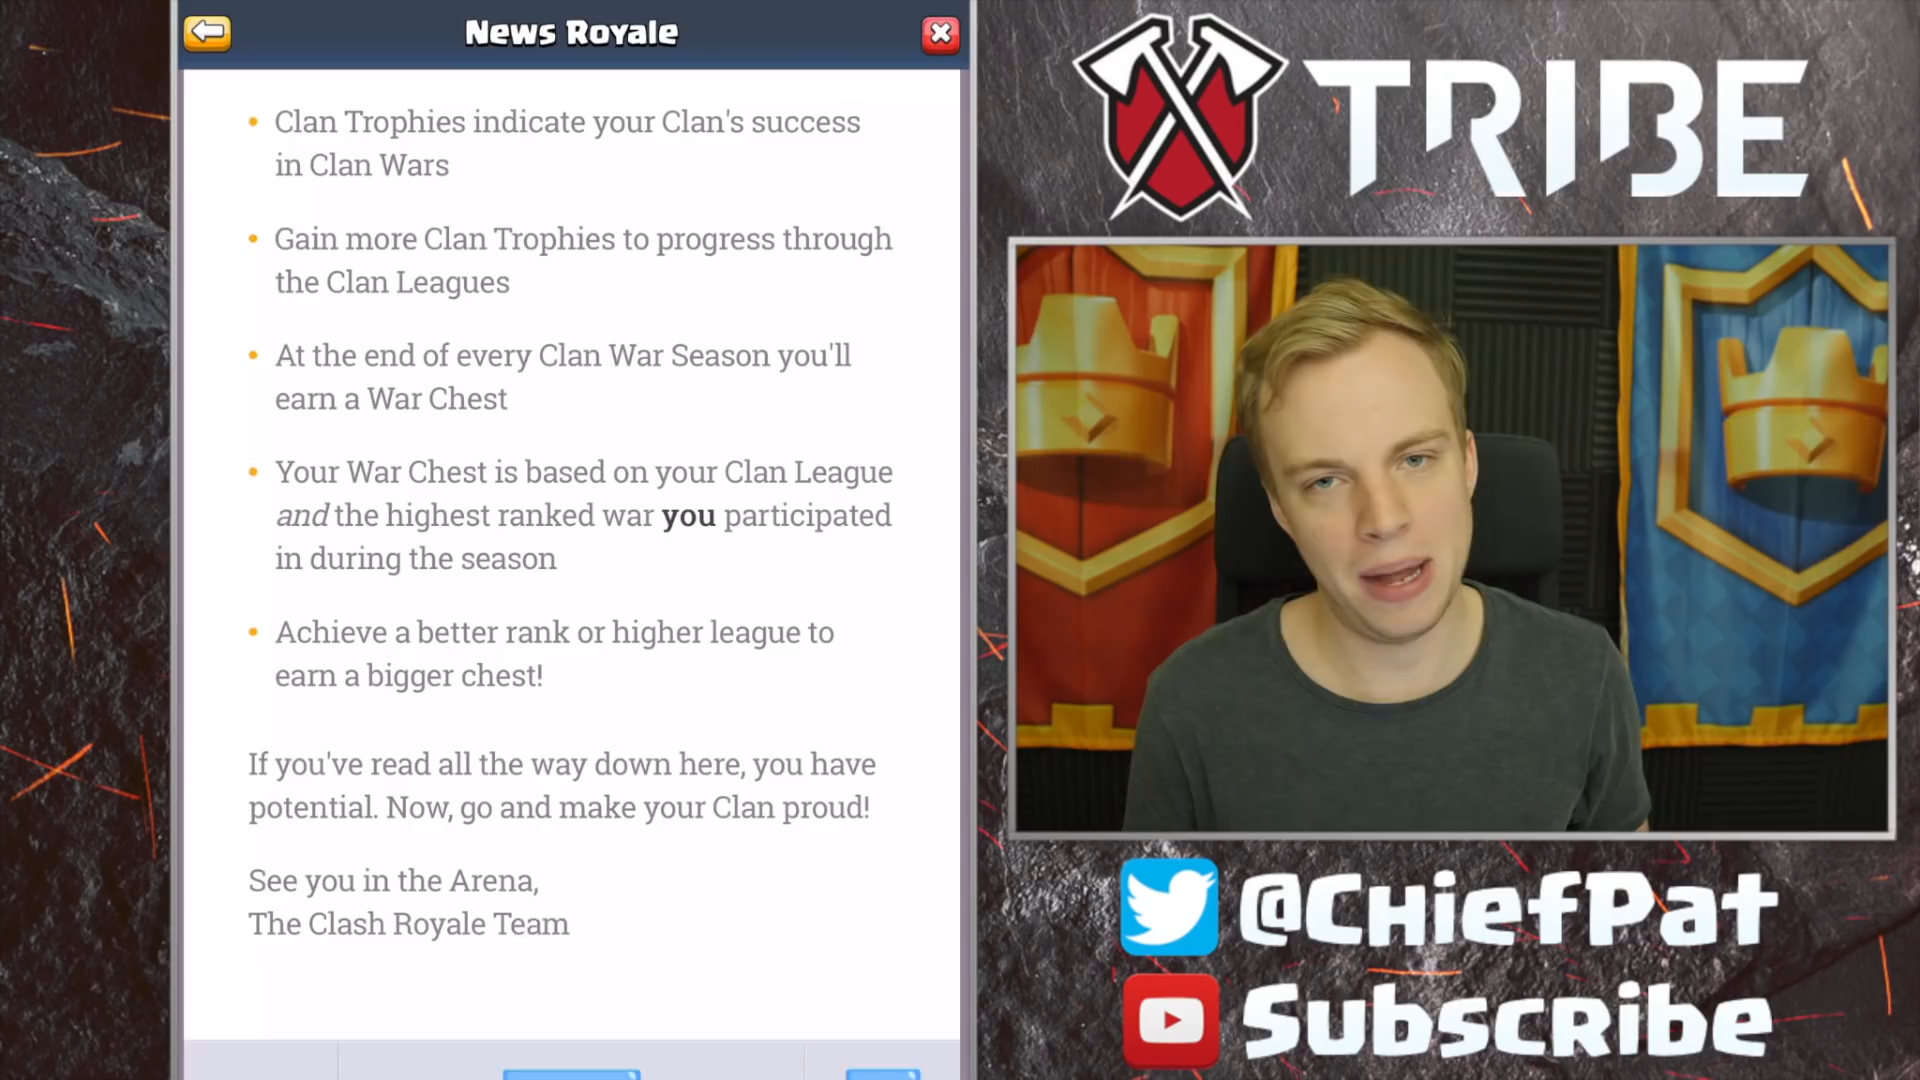 News Royale
• Clan Trophies indicate your Clan's success
in Clan Wars
• Gain more Clan Trophies to progress through
the Clan Leagues
• At the end of every Clan War Season you'll
earn a War Chest
• Your War Chest is based on your Clan League
and the highest ranked war you participated
in during the season
• Achieve a better rank or higher league to
earn a bigger chest!
If you've read all the way down here, you have
potential. Now, go and make your Clan proud!
See you in the Arena,
The Clash Royale Team
TRIBE
@ChiefPat
Subscribe